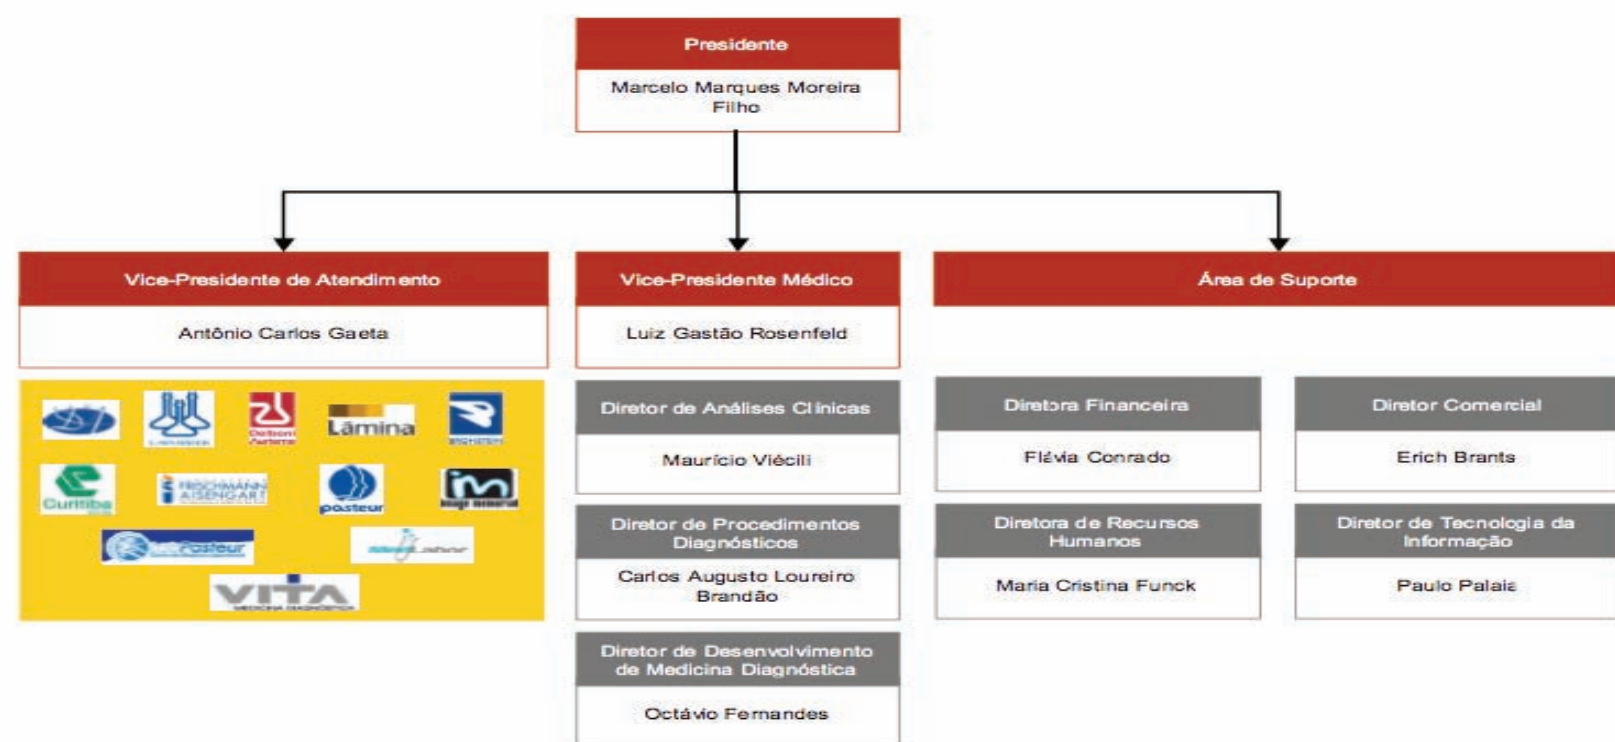 Presidente
Marcelo Marques Moreira
Filho
Vice-Presidente de Atendimento
Antônio Carlos Gaeta
Vice-Presidente Médico
Luiz Gastão Rosenfeld
Área de Suporte
Lâmina
Curitiba
FRISCHMANN
AISENGART
pasteur
Pasteur
VITA
MEDICINA DIAGNÓSTICA
Diretor de Análises Clínicas
Maurício Viécili
Diretor de Procedimentos
Diagnósticos
Carlos Augusto Loureiro
Brandão
Diretor de Desenvolvimento
de Medicina Diagnóstica
Octávio Fernandes
Diretora Financeira
Flávia Conrado
Diretor Comercial
Erich Brants
Diretora de Recursos
Humanos
Maria Cristina Funck
Diretor de Tecnologia da
Informação
Paulo Palaia